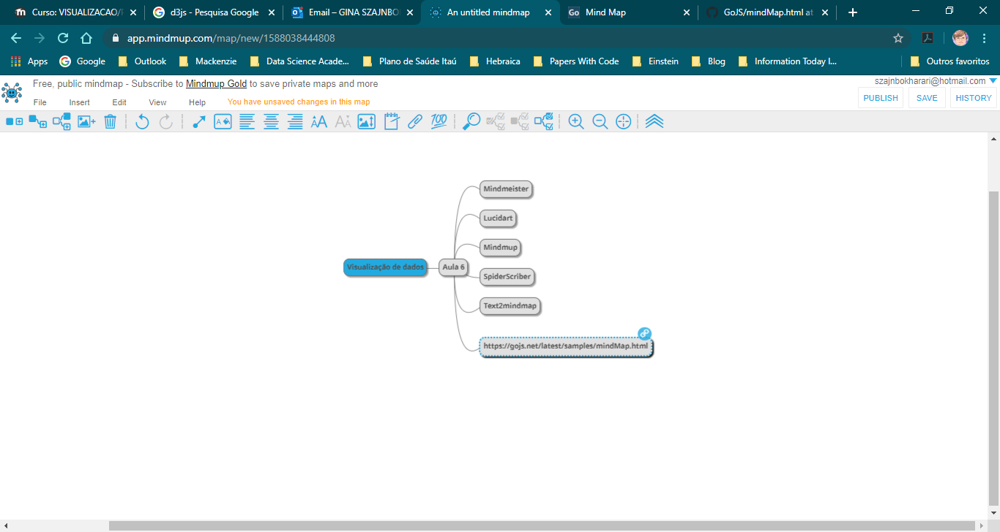 Curso: VISUALIZACAO/
d3js - Pesquisa Google
Email – GINA SZAJNBO
An untitled mindmap
Go Mind Map
GoJS/mindMap.html at
app.mindmup.com/map/new/1588038444808
Apps
Google
Outlook
Mackenzie
Data Science Acade...
Plano de Saúde Itaú
Hebraica
Papers With Code
Einstein
Blog
Information Today I...
Outros favoritos
Free, public mindmap - Subscribe to Mindmup Gold to save private maps and more
szajnbokharari@hotmail.com
File
Insert
Edit
View
Help
You have unsaved changes in this map
PUBLISH
SAVE
HISTORY
A
AA
AA
100
Mindmeister
Lucidart
Mindmup
Visualização de dados
Aula 6
SpiderScriber
Text2mindmap
https://gojs.net/latest/samples/mindMap.html